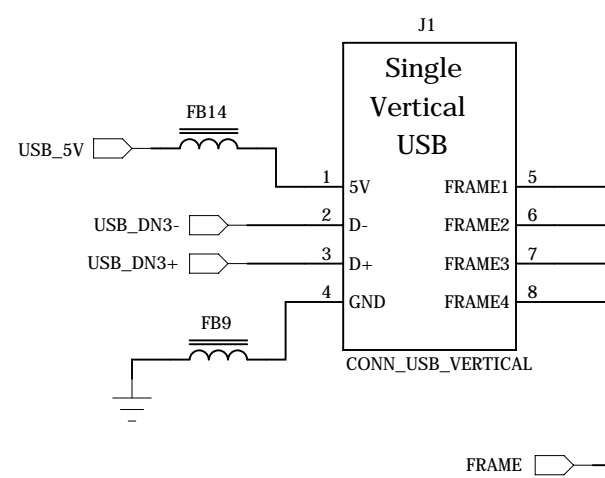 J1
Single
Vertical
USB
FB14
USB_5V
1 5V FRAME1 5
USB_DN3- 2 D- FRAME2 6
USB_DN3+ 3 D+ FRAME3 7
4 GND FRAME4 8
FB9
CONN_USB_VERTICAL
FRAME